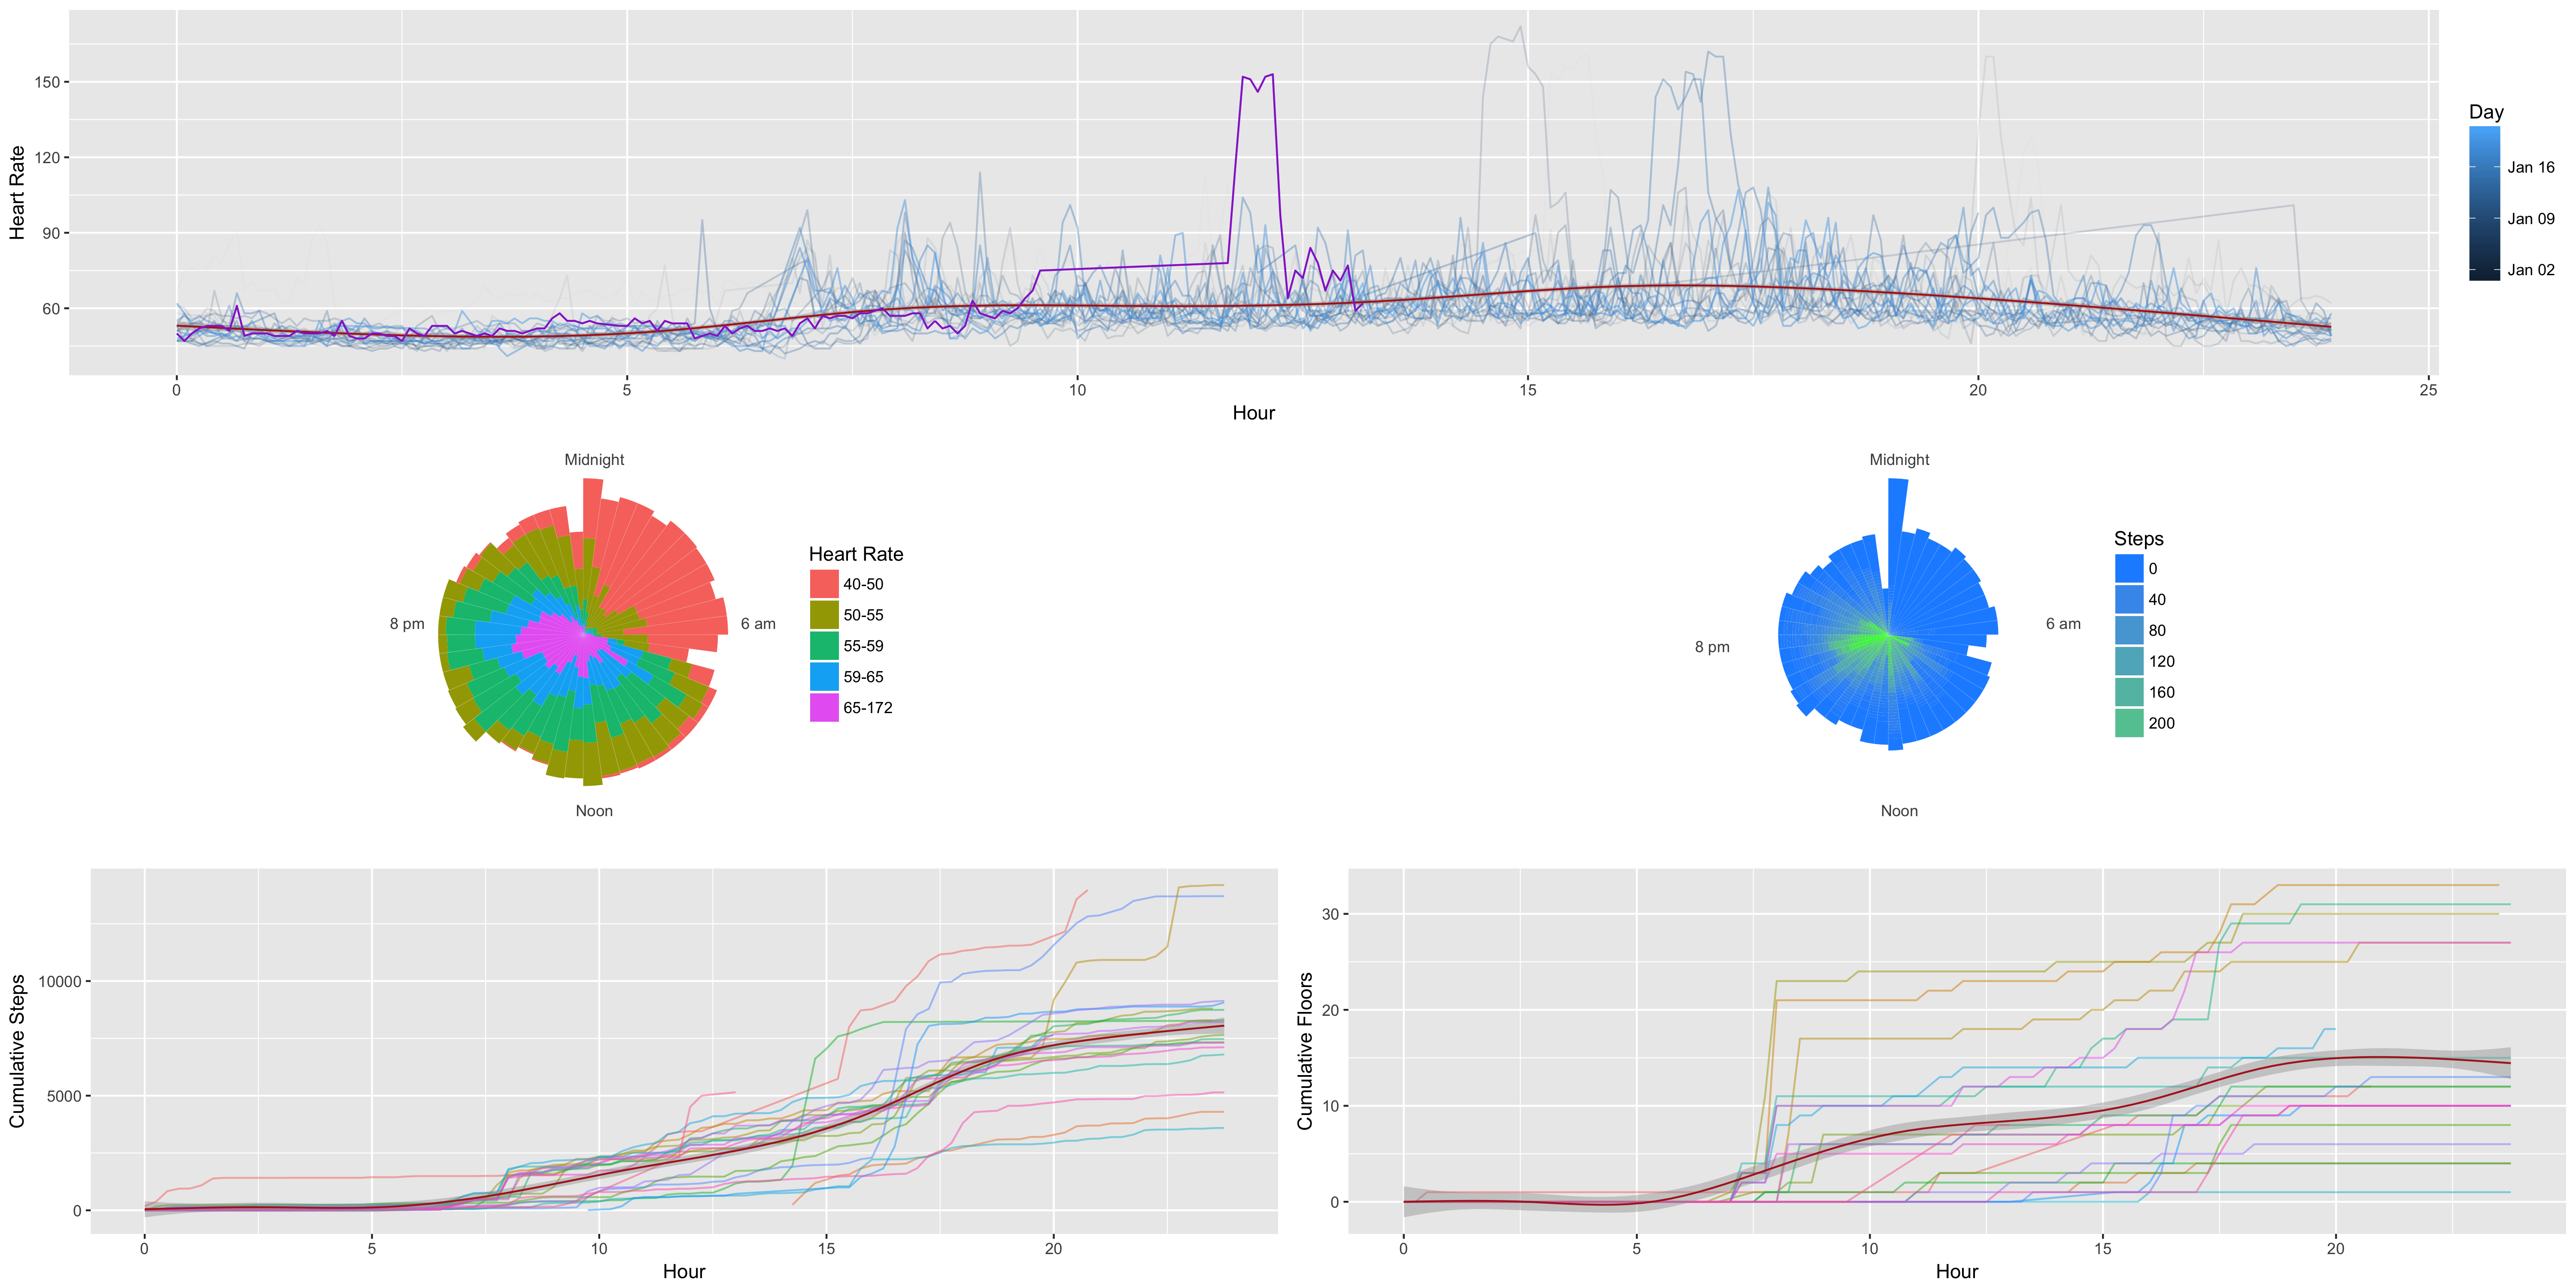 150
120
90
60
Heart Rate
0
5
10
15
20
25
Hour
Day
Jan 16
Jan 09
Jan 02
Midnight
8 pm
6 am
Noon
Heart Rate
40-50
50-55
55-59
59-65
65-172
Midnight
8 pm
6 am
Noon
Steps
0
40
80
120
160
200
10000
5000
0
Cumulative Steps
0
5
10
15
20
Hour
30
20
10
0
Cumulative Floors
0
5
10
15
20
Hour